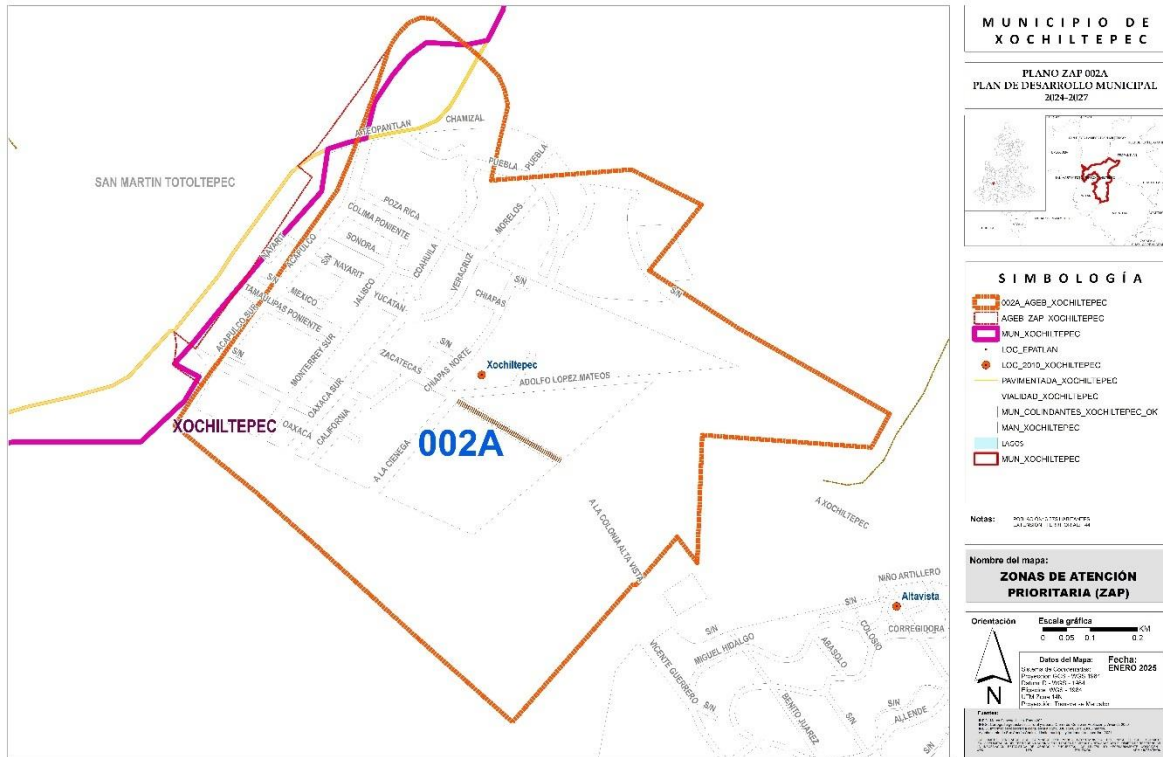 MUNICIPIO DE
XOCHILTEPEC
PLANO ZAP 002A
PLAN DE DESARROLLO MUNICIPAL
2024-2027
SIMBOLOGÍA
002A_AGEB_XOCHILTEPEC
AGEB_ZAP_XOCHILTEPEC
MUN_XOCHILTEPEC
LOC_EPATLAN
LOC_2010_XOCHILTEPEC
PAVIMENTADA_XOCHILTEPEC
VIALIDAD_XOCHILTEPEC
MUN_COLINDANTES_XOCHILTEPEC_OK
MAN_XOCHILTEPEC
LAGOS
MUN_XOCHILTEPEC
Notas:
Nombre del mapa:
ZONAS DE ATENCIÓN
PRIORITARIA (ZAP)
Orientación
N
Escala gráfica
KM
0 0.05 0.1 0.2
Datos del Mapa:
Fecha:
ENERO 2025
SAN MARTIN TOTOLTEPEC
CHAMIZAL
PUEBLA
PUEBLA
MORELOS
POZA RICA
COLIMA PONIENTE
SONORA
NAYARIT
NAYARIT
ACAPULCO
S/N
S/N
MEXICO
TAMAULIPAS PONIENTE
ACAPULCO SUR
S/N
JALISCO
YUCATAN
COAHUILA
VERACRUZ
S/N
S/N
CHIAPAS
S/N
ZACATECAS
CHIAPAS NORTE
MONTERREY SUR
OAXACA SUR
OAXACA
CALIFORNIA
Xochiltepec
ADOLFO LOPEZ MATEOS
XOCHILTEPEC
002A
A LA CIENEGA
A LA COLONIA ALTA VISTA
A XOCHILTEPEC
NIÑO ARTILLERO
Altavista
S/N
CORREGIDORA
COLOSIO
ABASOLO
S/N
MIGUEL HIDALGO
VICENTE GUERRERO
S/N
BENITO JUAREZ
S/N
S/N
ALLENDE
S/N